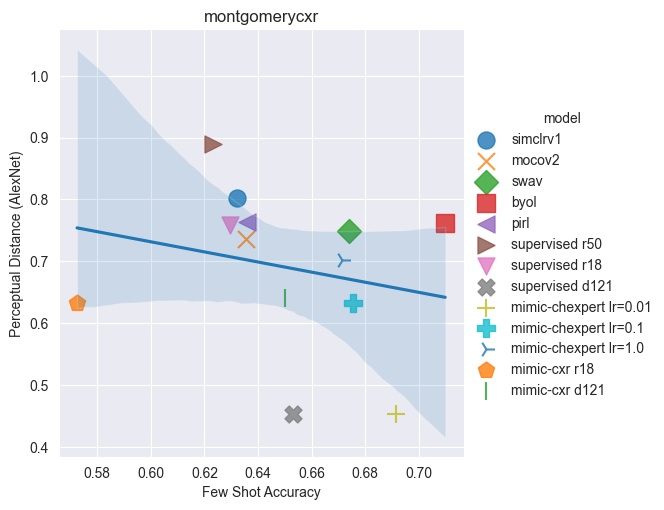 montgomerycxr
1.0
0.9
0.8
0.7
0.6
0.5
0.4
Perceptual Distance (AlexNet)
0.58
0.60
0.62
0.64
0.66
0.68
0.70
Few Shot Accuracy
model
simclrv1
mocov2
swav
byol
pirl
supervised r50
supervised r18
supervised d121
mimic-chexpert lr=0.01
mimic-chexpert lr=0.1
mimic-chexpert lr=1.0
mimic-cxr r18
mimic-cxr d121